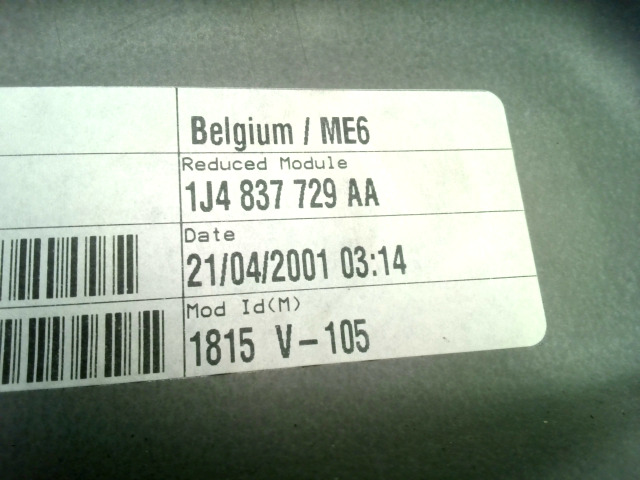 Belgium / ME6
Reduced Module
1J4 837 729 AA
Date
21/04/2001 03:14
Mod Id(M)
1815 V-105